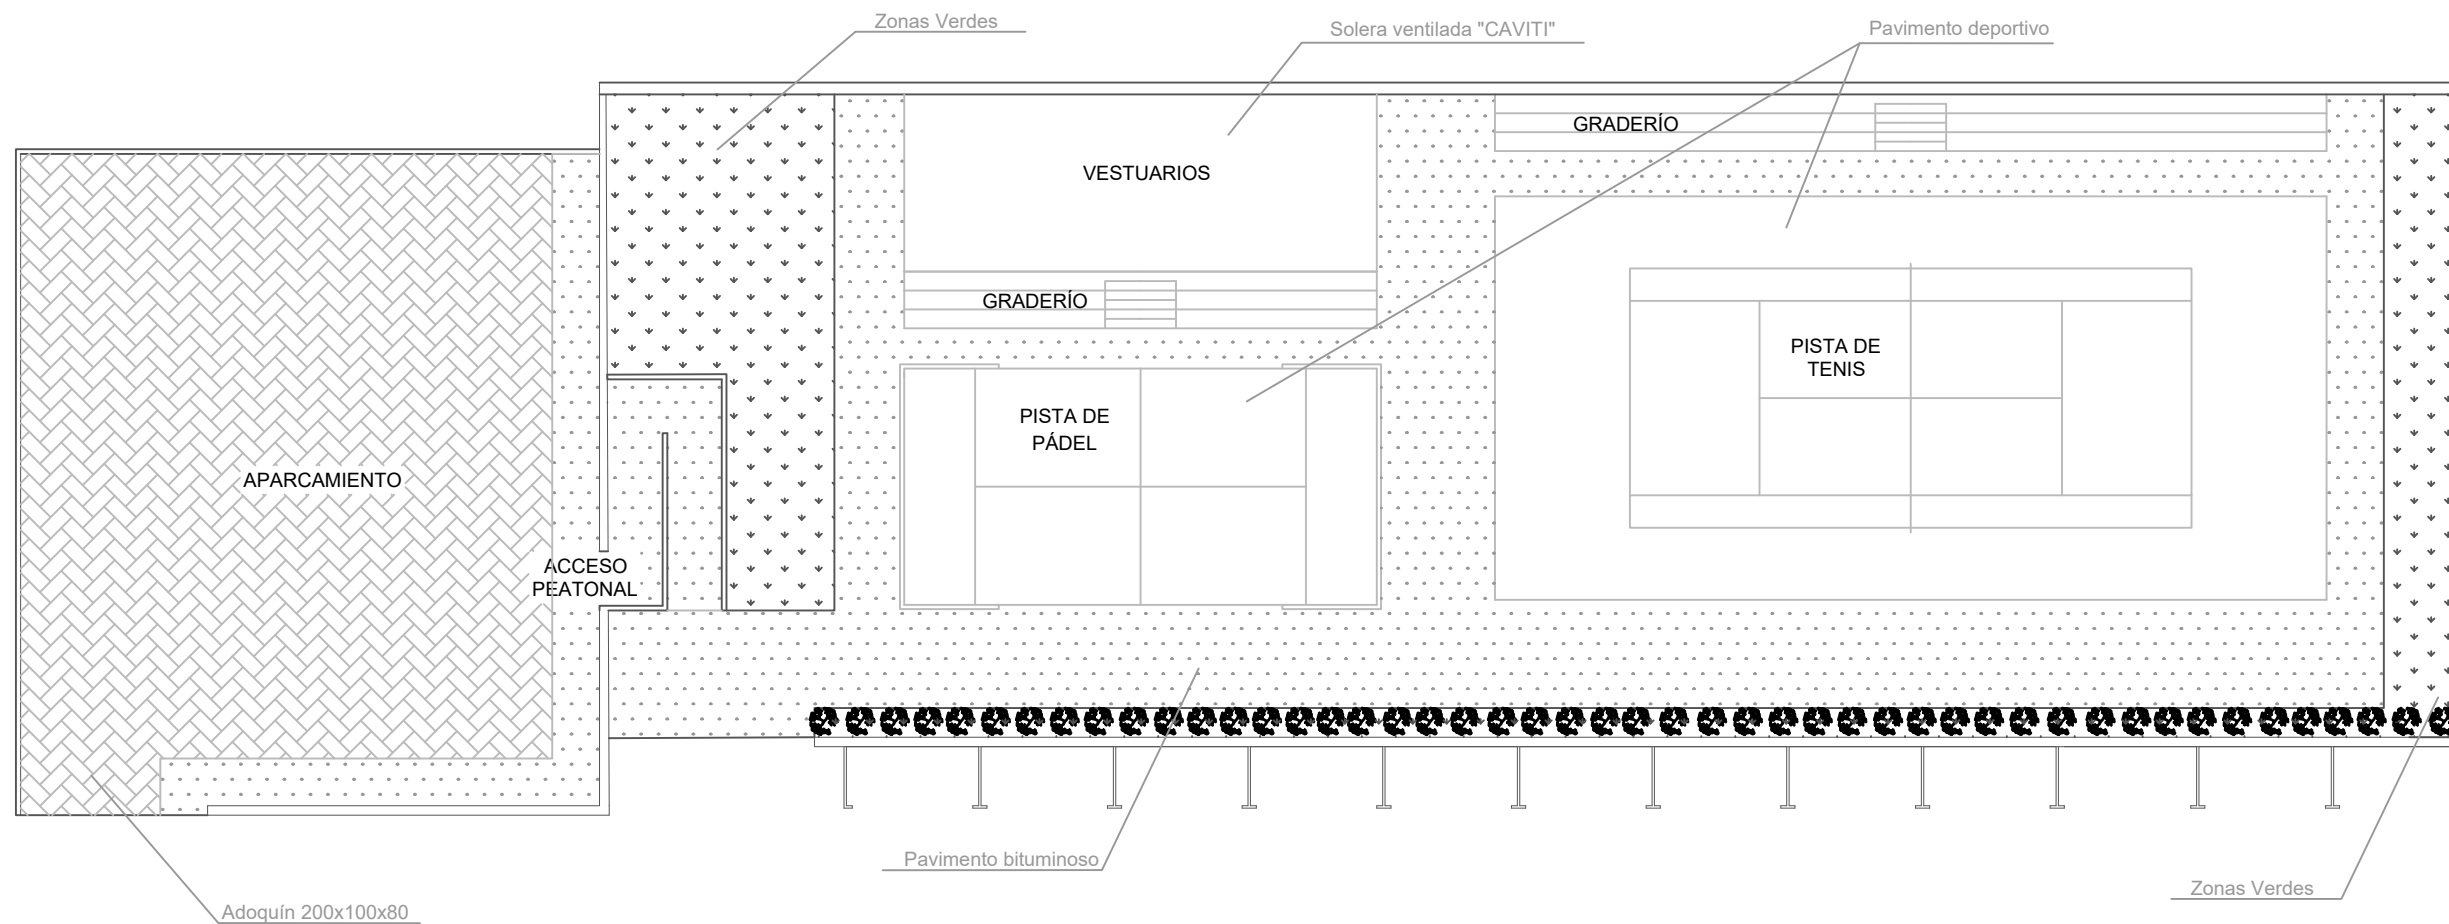 Zonas Verdes
Solera ventilada "CAVITI"
Pavimento deportivo
GRADERÍO
VESTUARIOS
GRADERÍO
PISTA DE
TENIS
PISTA DE
PÁDEL
APARCAMIENTO
ACCESO
PEATONAL
Pavimento bituminoso
Zonas Verdes
Adoquín 200x100x80